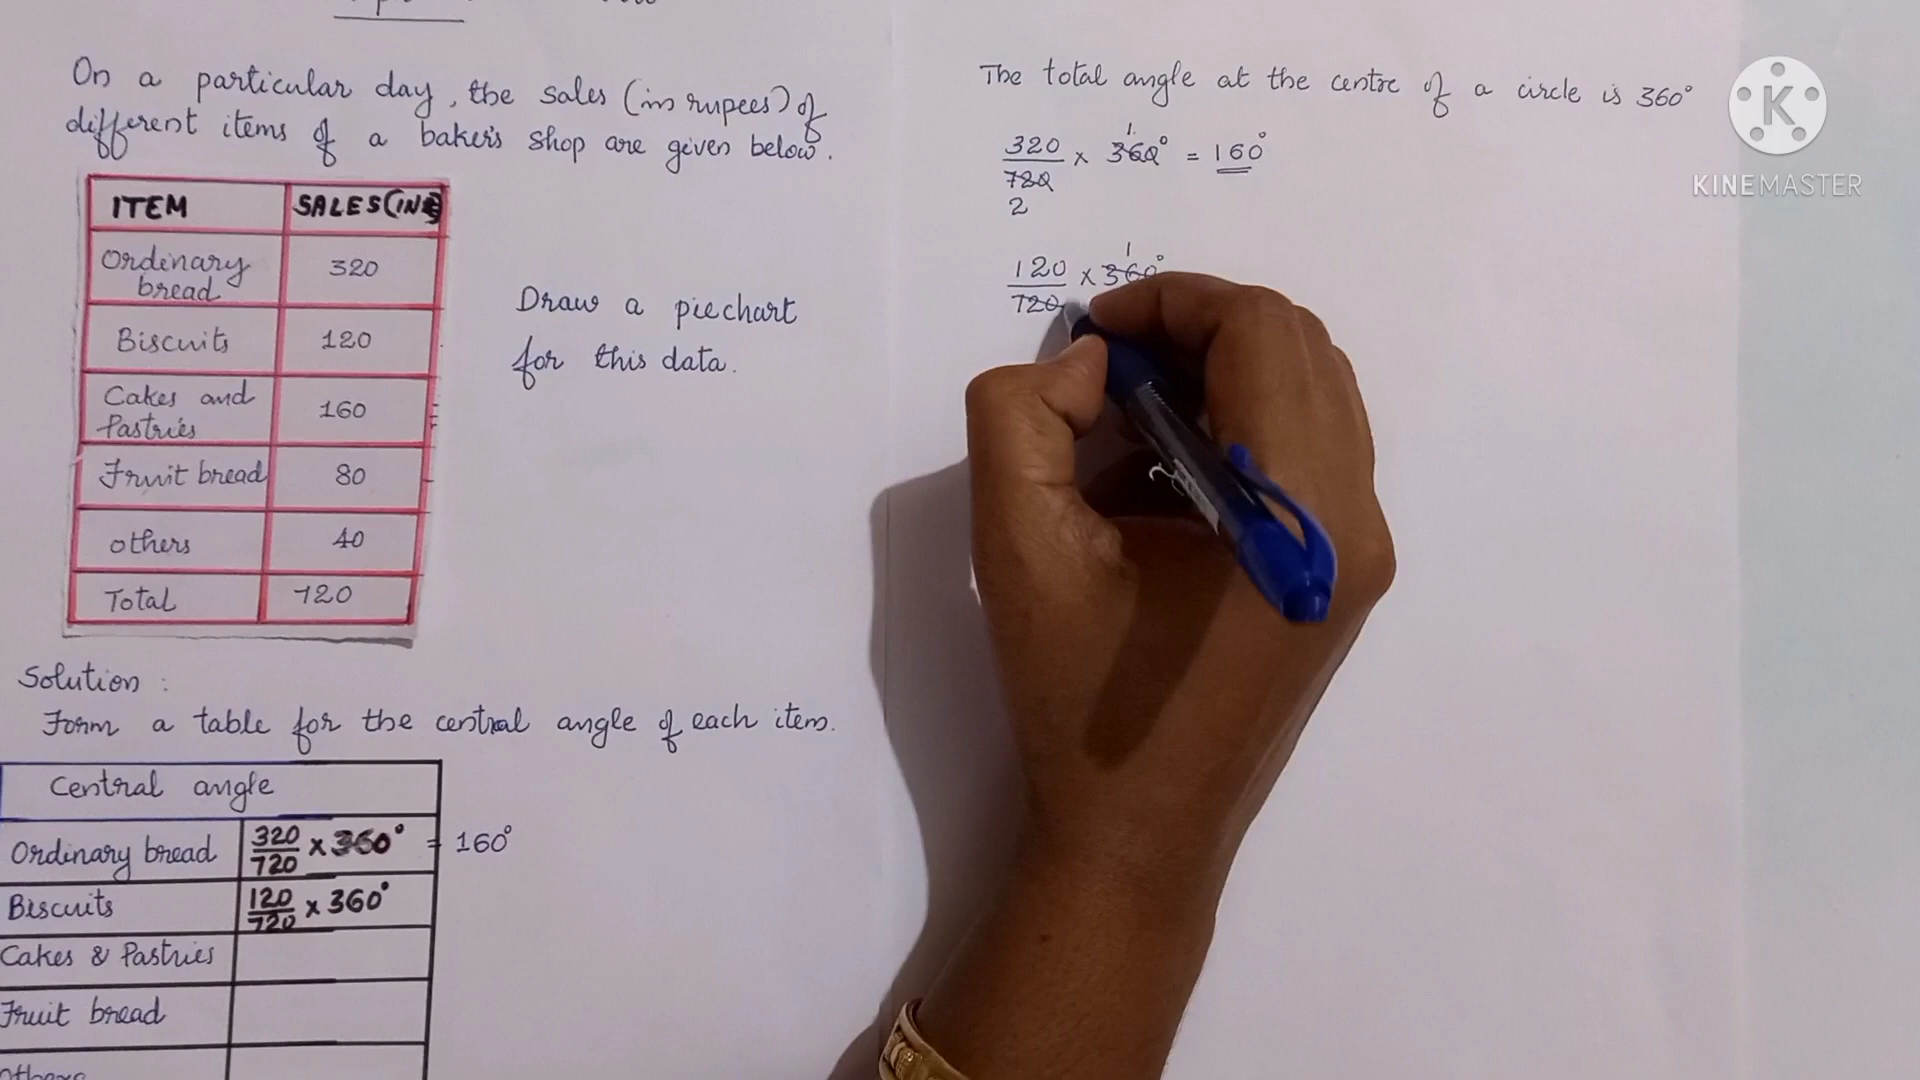 On a particular day, the sales (in rupees) of
different items of a baker's shop are given below.
ITEM SALES(IN
Ordinary bread 320
Biscuits 120
Cakes and Pastries 160
Fruit bread 80
others 40
Total 720
Draw a piechart
for this data.
Solution :
Form a table for the central angle of each item.
Central angle
Ordinary bread 320/720 x 360° = 160°
Biscuits 120/720 x 360°
Cakes & Pastries
Fruit bread
The total angle at the centre of a circle is 360°
1
320/720 x 360° = 160°
2
1
120/720 x 360°
K
KINEMASTER